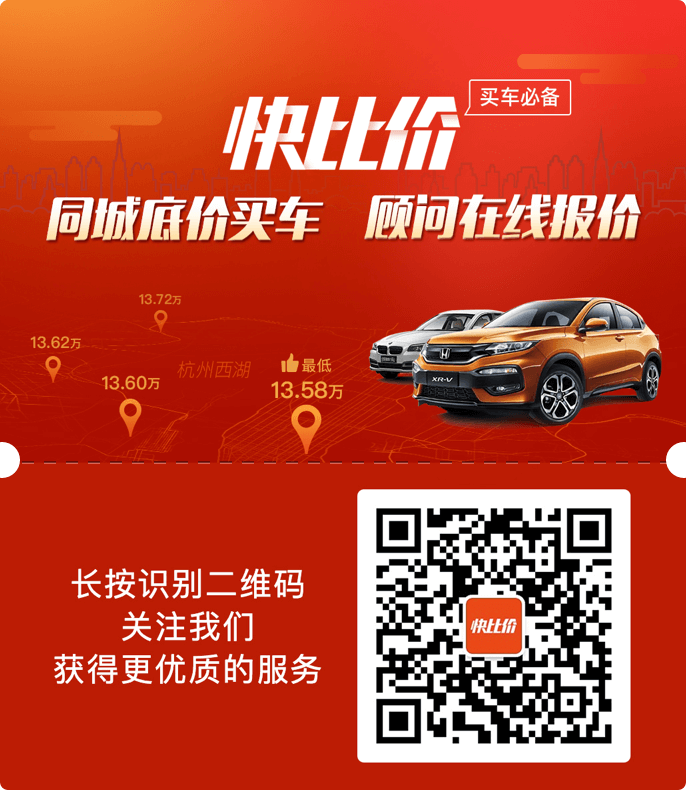 快比价
买车必备
同城底价买车 顾问在线报价
13.72万
13.62万
13.60万
杭州西湖
最低
13.58万
XR-V
长按识别二维码
关注我们
获得更优质的服务
快比价